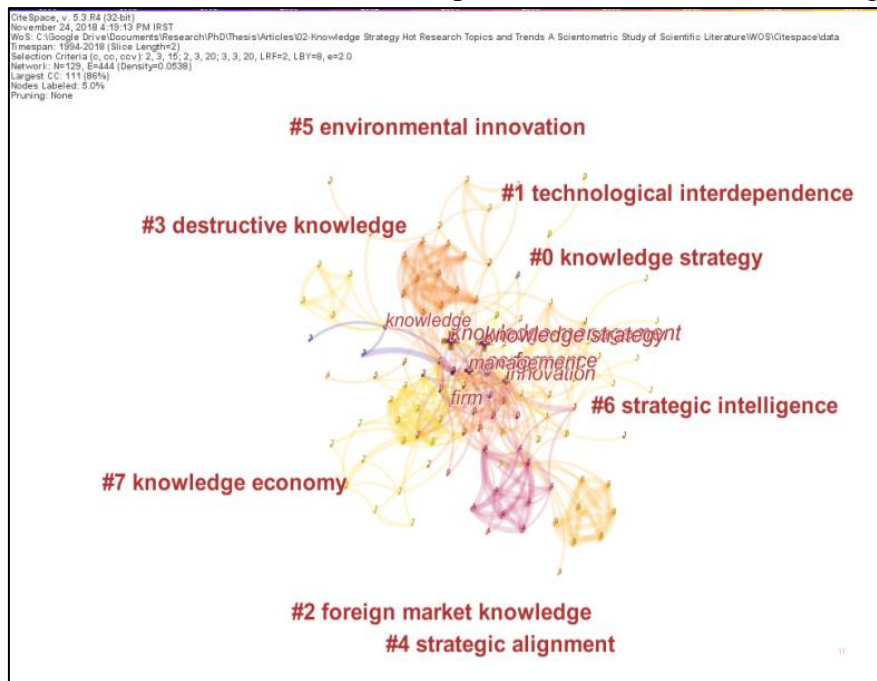 CiteSpace, v. 5.3.R4 (32-bit)
November 24, 2018 4:19:13 PM IRST
WoS: C:\Google Drive\Documents\Research\PhD\Thesis\Articles\02-Knowledge Strategy Hot Research Topics and Trends A Scientometric Study of Scientific Literature\WOS\Citespace\data
Timespan: 1994-2018 (Slice Length=2)
Selection Criteria (c, cc, ccv): 2, 3, 15; 2, 3, 20; 3, 3, 20, LRF=2, LBY=8, e=2.0
Network: N=129, E=444 (Density=0.0538)
Largest CC: 111 (86%)
Nodes Labeled: 5.0%
Pruning: None
#5 environmental innovation
#1 technological interdependence
#3 destructive knowledge
#0 knowledge strategy
knowledge
knowledge management
knowledge strategy
management
innovation
firm
#6 strategic intelligence
#7 knowledge economy
#2 foreign market knowledge
#4 strategic alignment